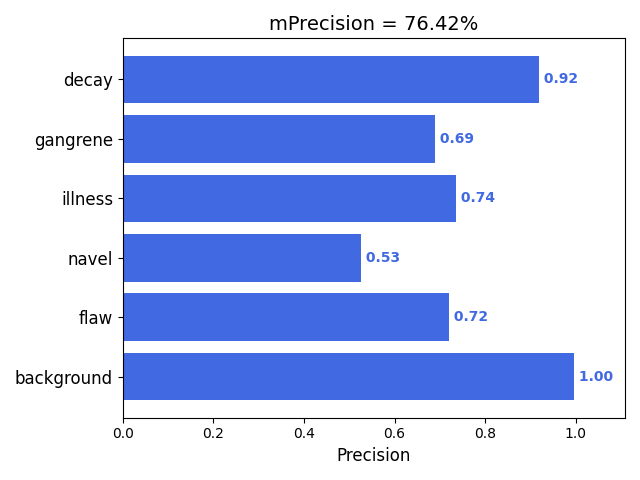 mPrecision = 76.42%
decay 0.92
gangrene 0.69
illness 0.74
navel 0.53
flaw 0.72
background 1.00
0.0 0.2 0.4 0.6 0.8 1.0
Precision